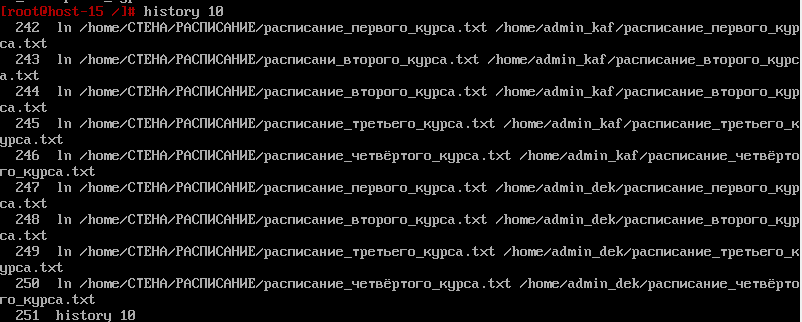 [root@host-15 /]# history 10
242 ln /home/СТЕНА/РАСПИСАНИЕ/расписание_первого_курса.txt /home/admin_kaf/расписание_первого_кур
са.txt
243 ln /home/СТЕНА/РАСПИСАНИЕ/расписани_второго_курса.txt /home/admin_kaf/расписание_второго_курс
а.txt
244 ln /home/СТЕНА/РАСПИСАНИЕ/расписание_второго_курса.txt /home/admin_kaf/расписание_второго_кур
са.txt
245 ln /home/СТЕНА/РАСПИСАНИЕ/расписание_третьего_курса.txt /home/admin_kaf/расписание_третьего_к
урса.txt
246 ln /home/СТЕНА/РАСПИСАНИЕ/расписание_четвёртого_курса.txt /home/admin_kaf/расписание_четвёрто
го_курса.txt
247 ln /home/СТЕНА/РАСПИСАНИЕ/расписание_первого_курса.txt /home/admin_dek/расписание_первого_кур
са.txt
248 ln /home/СТЕНА/РАСПИСАНИЕ/расписание_второго_курса.txt /home/admin_dek/расписание_второго_кур
са.txt
249 ln /home/СТЕНА/РАСПИСАНИЕ/расписание_третьего_курса.txt /home/admin_dek/расписание_третьего_к
урса.txt
250 ln /home/СТЕНА/РАСПИСАНИЕ/расписание_четвёртого_курса.txt /home/admin_dek/расписание_четвёрто
го_курса.txt
251 history 10